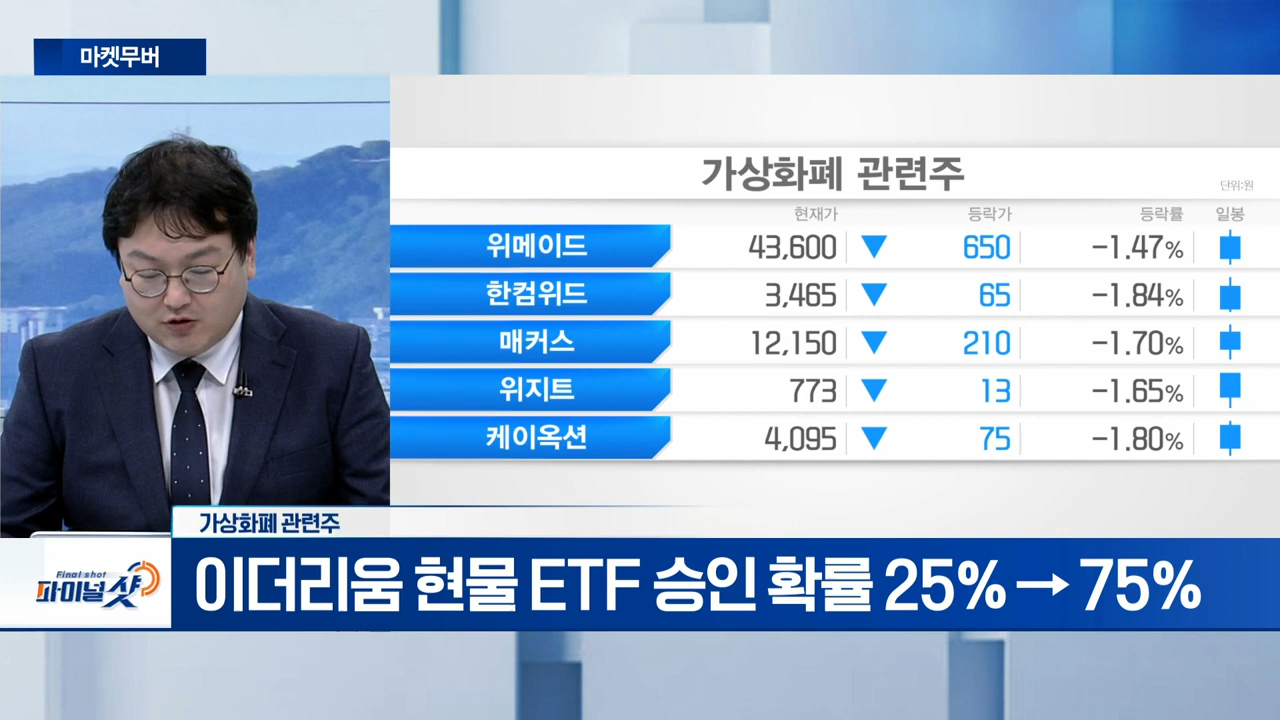 마켓무버
가상화폐 관련주
단위:원
현재가 등락가 등락률 일봉
위메이드 43,600 ▼ 650 -1.47%
한컴위드 3,465 ▼ 65 -1.84%
매커스 12,150 ▼ 210 -1.70%
위지트 773 ▼ 13 -1.65%
케이옥션 4,095 ▼ 75 -1.80%
가상화폐 관련주
Final shot
파이널샷
이더리움 현물 ETF 승인 확률 25% → 75%